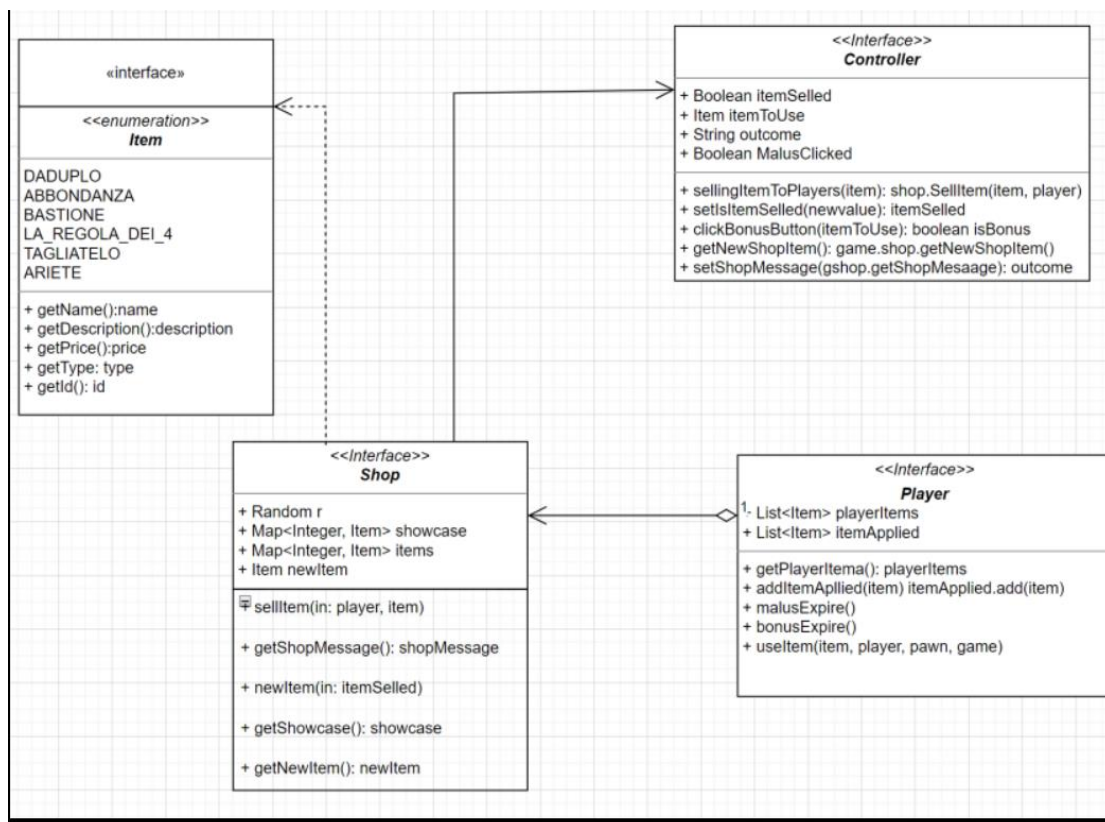 «interface»
<<enumeration>>
Item
DADUPLO
ABBONDANZA
BASTIONE
LA_REGOLA_DEI_4
TAGLIATELO
ARIETE
+ getName():name
+ getDescription():description
+ getPrice():price
+ getType: type
+ getId(): id
<<Interface>>
Controller
+ Boolean itemSelled
+ Item itemToUse
+ String outcome
+ Boolean MalusClicked
+ sellingItemToPlayers(item): shop.SellItem(item, player)
+ setIsItemSelled(newvalue): itemSelled
+ clickBonusButton(itemToUse): boolean isBonus
+ getNewShopItem(): game.shop.getNewShopItem()
+ setShopMessage(gshop.getShopMesaage): outcome
<<Interface>>
Shop
+ Random r
+ Map<Integer, Item> showcase
+ Map<Integer, Item> items
+ Item newItem
sellItem(in: player, item)
+ getShopMessage(): shopMessage
+ newItem(in: itemSelled)
+ getShowcase(): showcase
+ getNewItem(): newItem
<<Interface>>
Player
1
- List<Item> playerItems
+ List<Item> itemApplied
+ getPlayerItema(): playerItems
+ addItemApllied(item) itemApplied.add(item)
+ malusExpire()
+ bonusExpire()
+ useItem(item, player, pawn, game)